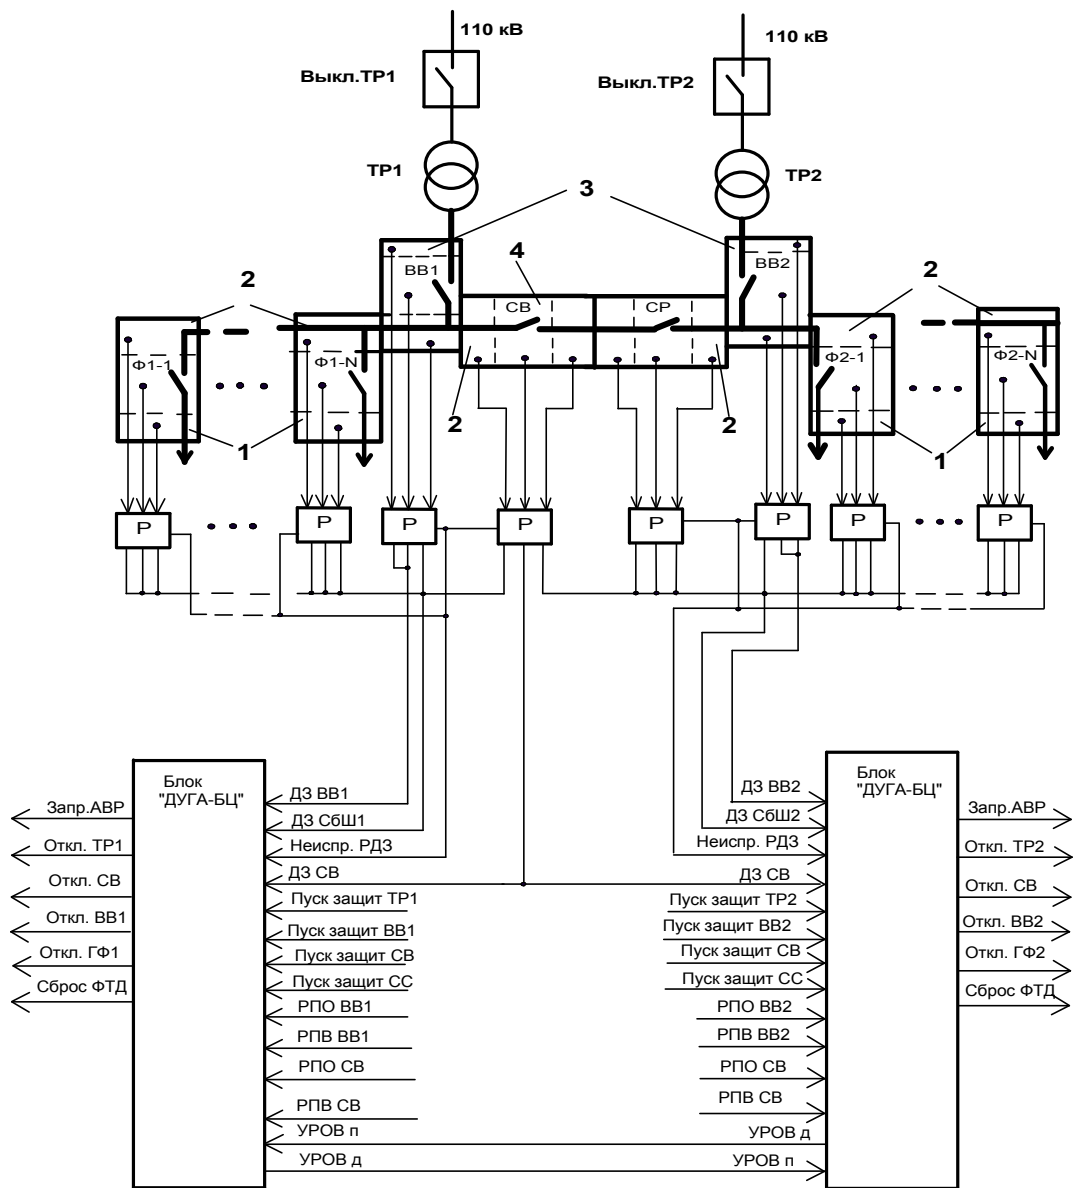 110 кВ
110 кВ
Выкл.ТР1
Выкл.ТР2
ТР1
ТР2
3
ВВ1
4
ВВ2
2
2
СВ
СР
Ф1-1
Ф1-N
Ф2-1
Ф2-N
2
2
1
1
Р
Р
Р
Р
Р
Р
Р
Р
Блок
"ДУГА-БЦ"
Запр.АВР
Откл. ТР1
Откл. СВ
Откл. ВВ1
Откл. ГФ1
Сброс ФТД
ДЗ ВВ1
ДЗ СбШ1
Неиспр. РДЗ
ДЗ СВ
Пуск защит ТР1
Пуск защит ВВ1
Пуск защит СВ
Пуск защит СС
РПО ВВ1
РПВ ВВ1
РПО СВ
РПВ СВ
УРОВ п
УРОВ д
ДЗ ВВ2
ДЗ СбШ2
Неиспр. РДЗ
ДЗ СВ
Пуск защит ТР2
Пуск защит ВВ2
Пуск защит СВ
Пуск защит СС
РПО ВВ2
РПВ ВВ2
РПО СВ
РПВ СВ
УРОВ д
УРОВ п
Блок
"ДУГА-БЦ"
Запр.АВР
Откл. ТР2
Откл. СВ
Откл. ВВ2
Откл. ГФ2
Сброс ФТД